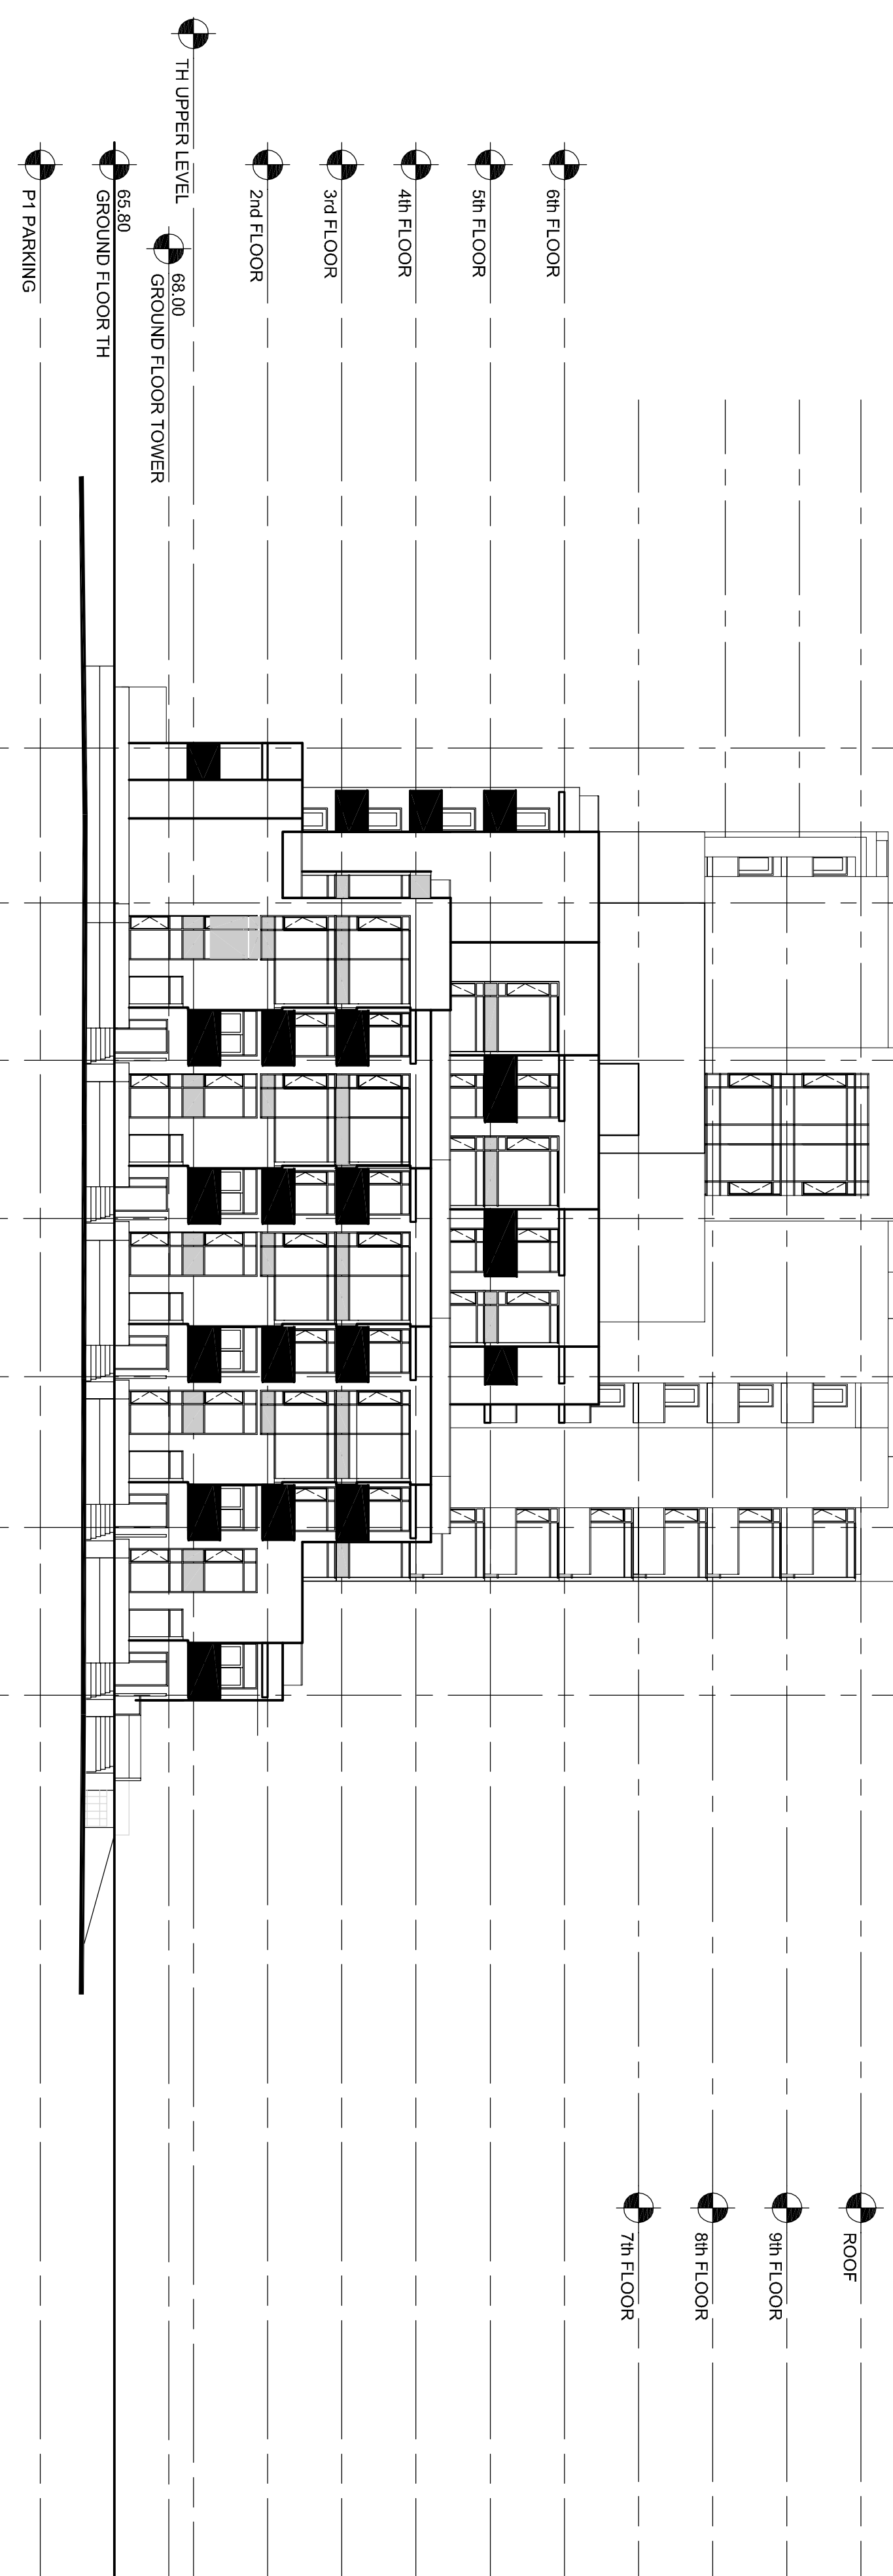 TH UPPER LEVEL
6th FLOOR
5th FLOOR
4th FLOOR
3rd FLOOR
2nd FLOOR
65.80
GROUND FLOOR TH
P1 PARKING
68.00
GROUND FLOOR TOWER
ROOF
9th FLOOR
8th FLOOR
7th FLOOR